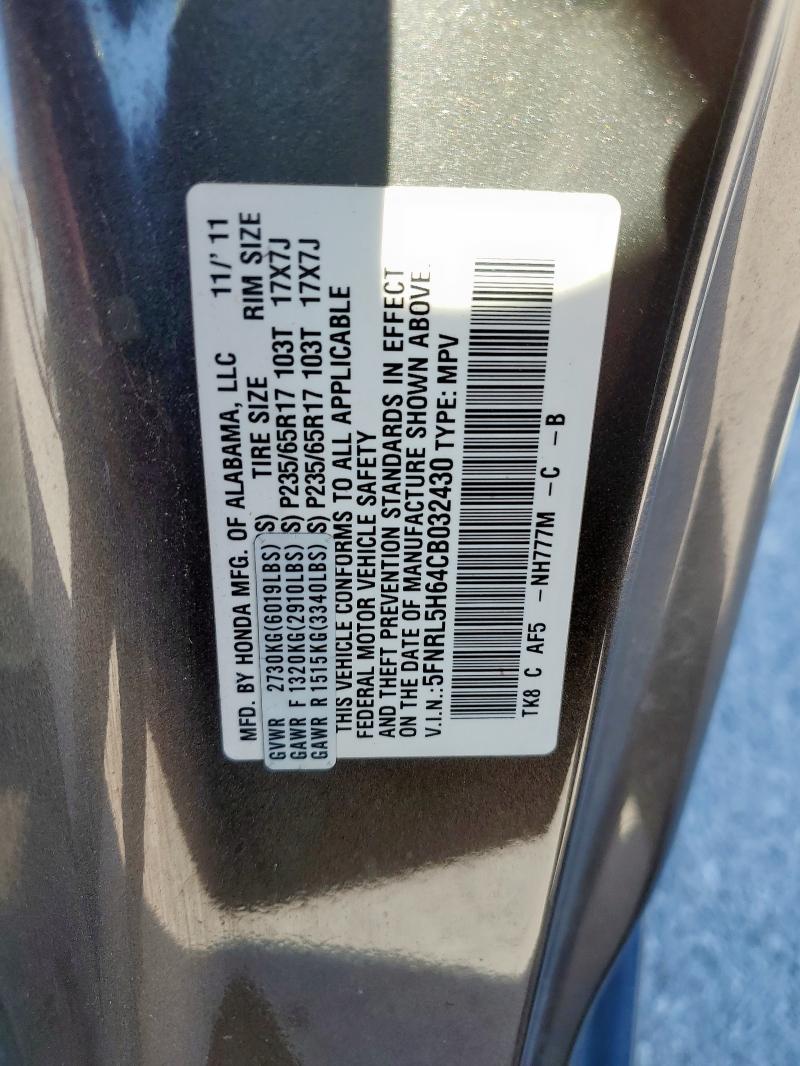 MFD. BY HONDA MFG. OF ALABAMA, LLC 11/' 11
TIRE SIZE RIM SIZE
GVWR 2730KG(6019LBS) S)
GAWR F 1320KG(2910LBS) S) P235/65R17 103T 17X7J
GAWR R 1515KG(3340LBS) S) P235/65R17 103T 17X7J
THIS VEHICLE CONFORMS TO ALL APPLICABLE
FEDERAL MOTOR VEHICLE SAFETY
AND THEFT PREVENTION STANDARDS IN EFFECT
ON THE DATE OF MANUFACTURE SHOWN ABOVE.
V.I.N.:5FNRL5H64CB032430 TYPE: MPV
TK8 C AF5 -NH777M -C -B